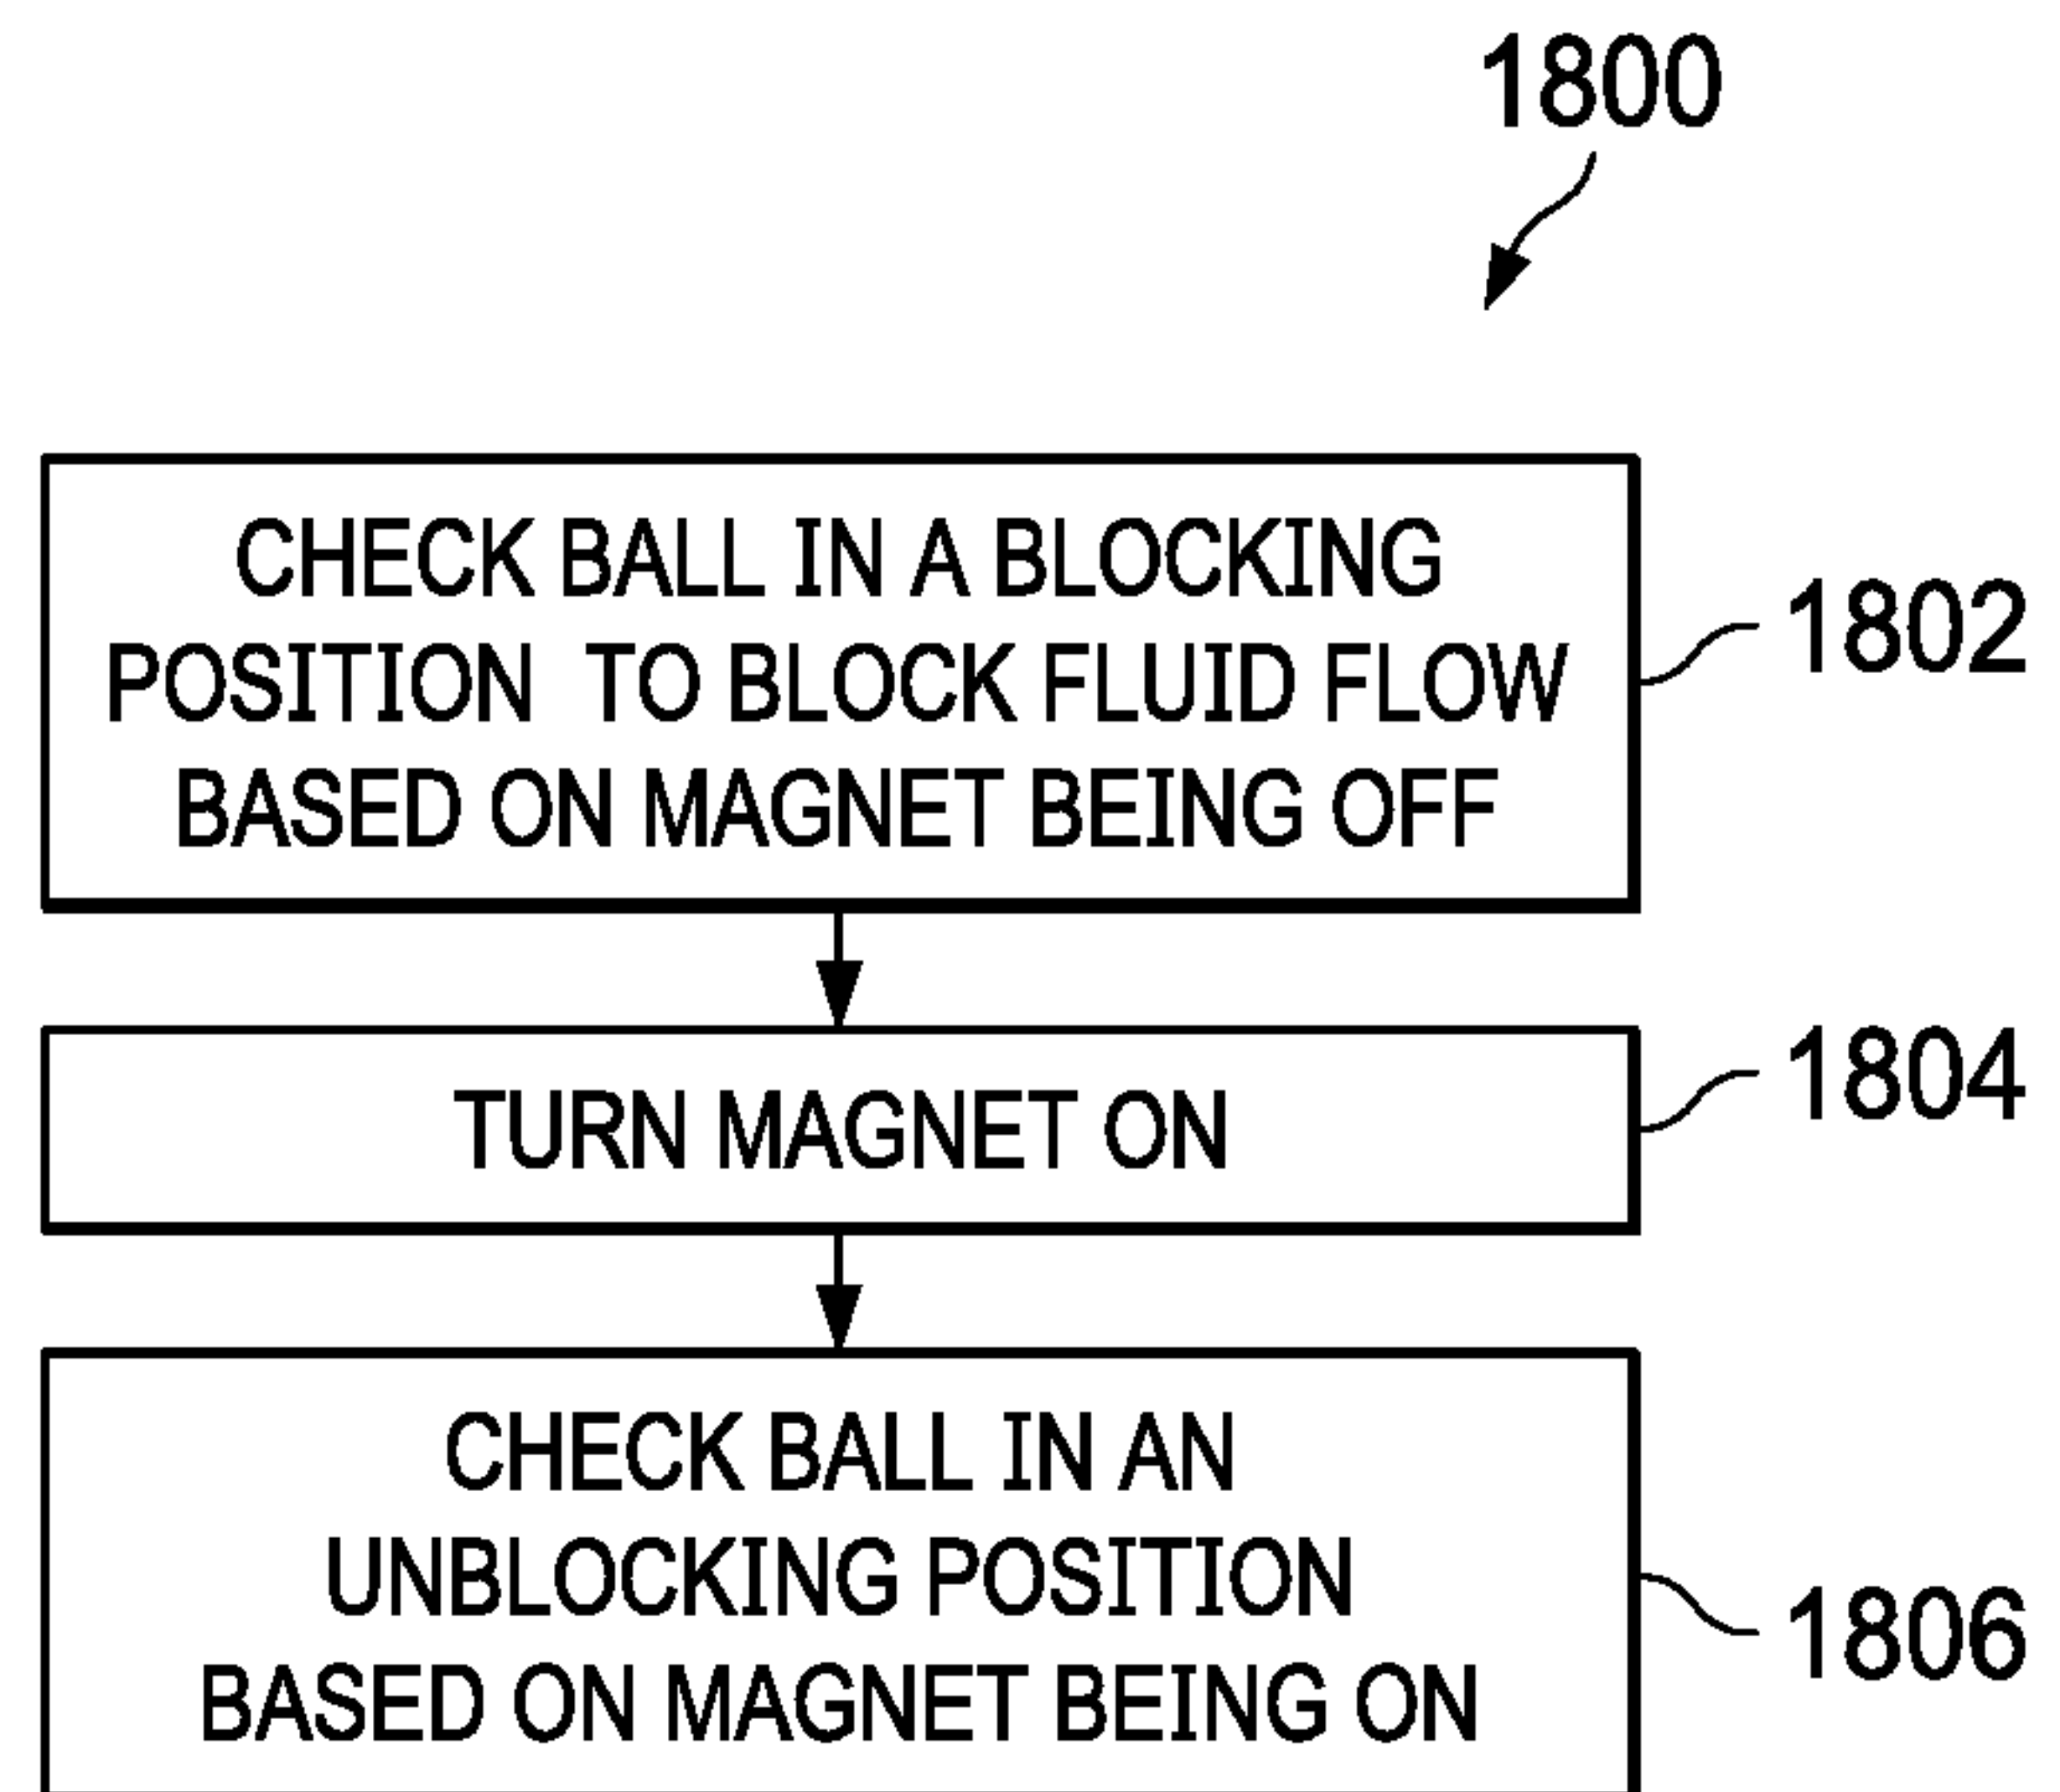 1800
CHECK BALL IN A BLOCKING
POSITION TO BLOCK FLUID FLOW
BASED ON MAGNET BEING OFF
1802
TURN MAGNET ON
1804
CHECK BALL IN AN
UNBLOCKING POSITION
BASED ON MAGNET BEING ON
1806